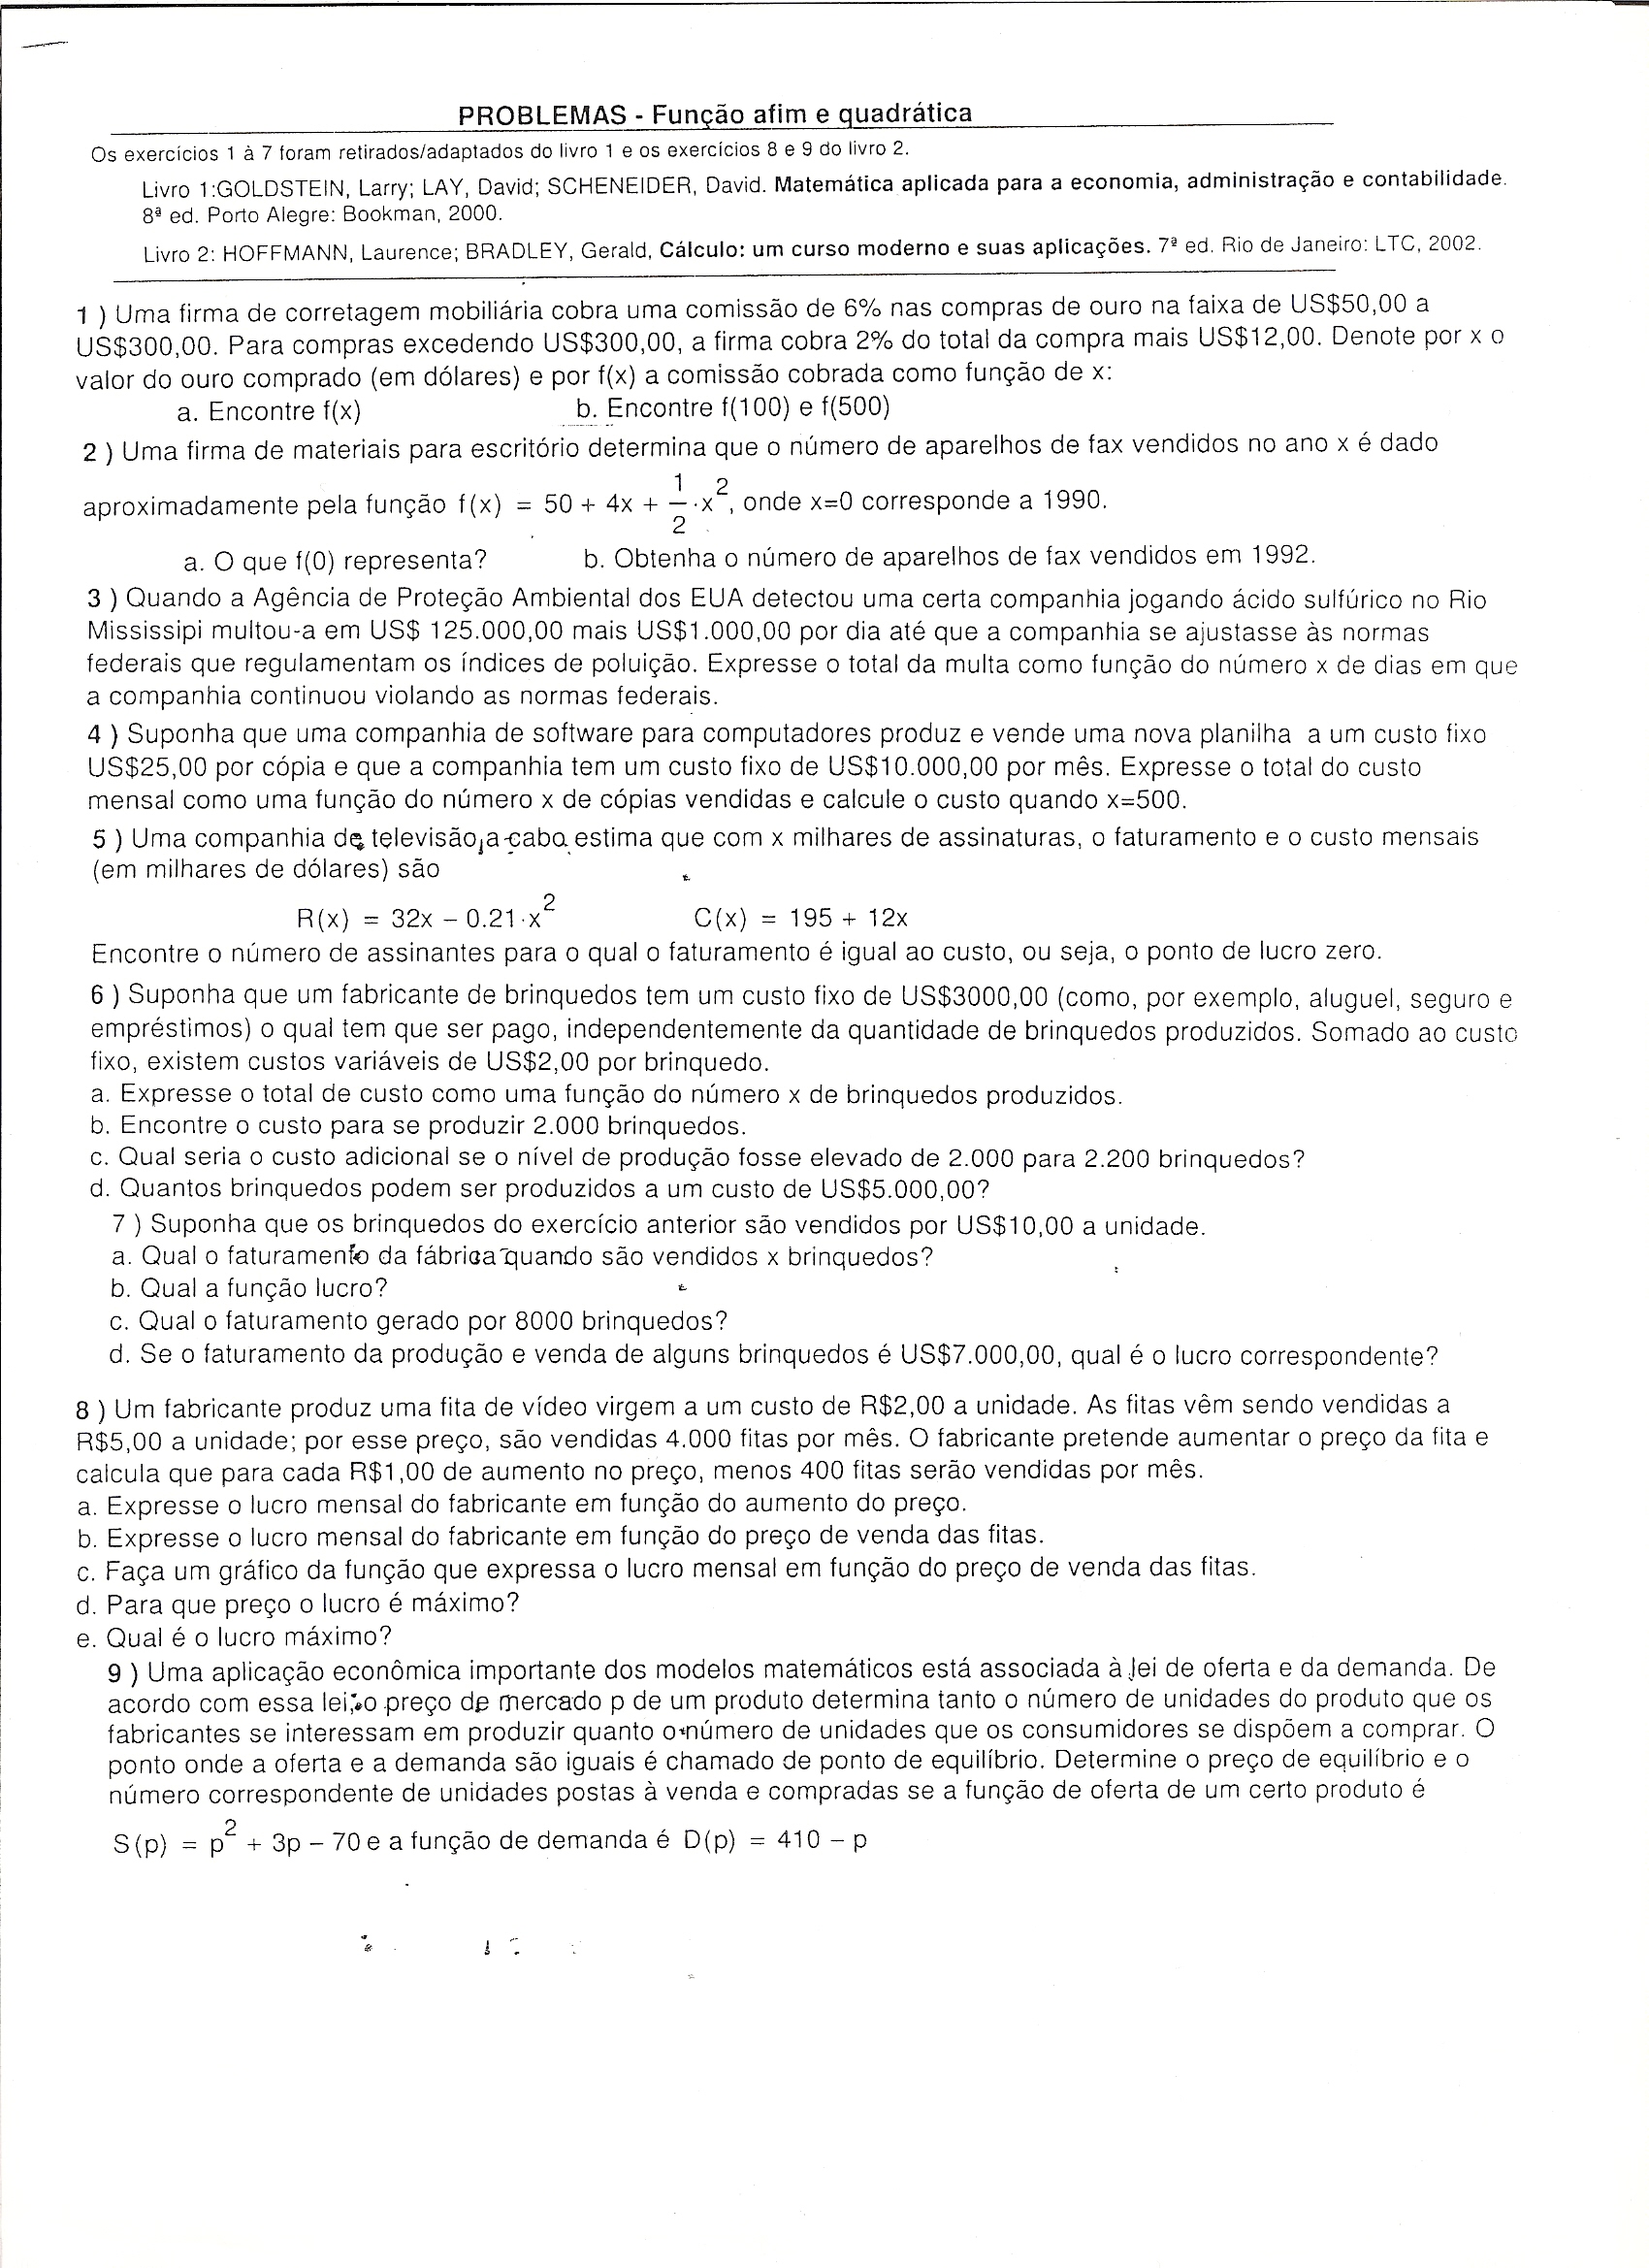 PROBLEMAS - Função afim e quadrática
Os exercícios 1 à 7 foram retirados/adaptados do livro 1 e os exercícios 8 e 9 do livro 2.
Livro 1:GOLDSTEIN, Larry; LAY, David; SCHENEIDER, David. Matemática aplicada para a economia, administração e contabilidade.
8ª ed. Porto Alegre: Bookman, 2000.
Livro 2: HOFFMANN, Laurence; BRADLEY, Gerald, Cálculo: um curso moderno e suas aplicações. 7ª ed. Rio de Janeiro: LTC, 2002.
1 ) Uma firma de corretagem mobiliária cobra uma comissão de 6% nas compras de ouro na faixa de US$50,00 a
US$300,00. Para compras excedendo US$300,00, a firma cobra 2% do total da compra mais US$12,00. Denote por x o
valor do ouro comprado (em dólares) e por f(x) a comissão cobrada como função de x:
a. Encontre f(x) b. Encontre f(100) e f(500)
2 ) Uma firma de materiais para escritório determina que o número de aparelhos de fax vendidos no ano x é dado
aproximadamente pela função f(x) = 50 + 4x + 1/2 ·x², onde x=0 corresponde a 1990.
a. O que f(0) representa? b. Obtenha o número de aparelhos de fax vendidos em 1992.
3 ) Quando a Agência de Proteção Ambiental dos EUA detectou uma certa companhia jogando ácido sulfúrico no Rio
Mississipi multou-a em US$ 125.000,00 mais US$1.000,00 por dia até que a companhia se ajustasse às normas
federais que regulamentam os índices de poluição. Expresse o total da multa como função do número x de dias em que
a companhia continuou violando as normas federais.
4 ) Suponha que uma companhia de software para computadores produz e vende uma nova planilha a um custo fixo
US$25,00 por cópia e que a companhia tem um custo fixo de US$10.000,00 por mês. Expresse o total do custo
mensal como uma função do número x de cópias vendidas e calcule o custo quando x=500.
5 ) Uma companhia de televisão a cabo estima que com x milhares de assinaturas, o faturamento e o custo mensais
(em milhares de dólares) são
R(x) = 32x – 0.21·x² C(x) = 195 + 12x
Encontre o número de assinantes para o qual o faturamento é igual ao custo, ou seja, o ponto de lucro zero.
6 ) Suponha que um fabricante de brinquedos tem um custo fixo de US$3000,00 (como, por exemplo, aluguel, seguro e
empréstimos) o qual tem que ser pago, independentemente da quantidade de brinquedos produzidos. Somado ao custo
fixo, existem custos variáveis de US$2,00 por brinquedo.
a. Expresse o total de custo como uma função do número x de brinquedos produzidos.
b. Encontre o custo para se produzir 2.000 brinquedos.
c. Qual seria o custo adicional se o nível de produção fosse elevado de 2.000 para 2.200 brinquedos?
d. Quantos brinquedos podem ser produzidos a um custo de US$5.000,00?
7 ) Suponha que os brinquedos do exercício anterior são vendidos por US$10,00 a unidade.
a. Qual o faturamento da fábrica quando são vendidos x brinquedos?
b. Qual a função lucro?
c. Qual o faturamento gerado por 8000 brinquedos?
d. Se o faturamento da produção e venda de alguns brinquedos é US$7.000,00, qual é o lucro correspondente?
8 ) Um fabricante produz uma fita de vídeo virgem a um custo de R$2,00 a unidade. As fitas vêm sendo vendidas a
R$5,00 a unidade; por esse preço, são vendidas 4.000 fitas por mês. O fabricante pretende aumentar o preço da fita e
calcula que para cada R$1,00 de aumento no preço, menos 400 fitas serão vendidas por mês.
a. Expresse o lucro mensal do fabricante em função do aumento do preço.
b. Expresse o lucro mensal do fabricante em função do preço de venda das fitas.
c. Faça um gráfico da função que expressa o lucro mensal em função do preço de venda das fitas.
d. Para que preço o lucro é máximo?
e. Qual é o lucro máximo?
9 ) Uma aplicação econômica importante dos modelos matemáticos está associada à lei de oferta e da demanda. De
acordo com essa lei, o preço de mercado p de um produto determina tanto o número de unidades do produto que os
fabricantes se interessam em produzir quanto o número de unidades que os consumidores se dispõem a comprar. O
ponto onde a oferta e a demanda são iguais é chamado de ponto de equilíbrio. Determine o preço de equilíbrio e o
número correspondente de unidades postas à venda e compradas se a função de oferta de um certo produto é
S(p) = p² + 3p – 70 e a função de demanda é D(p) = 410 – p